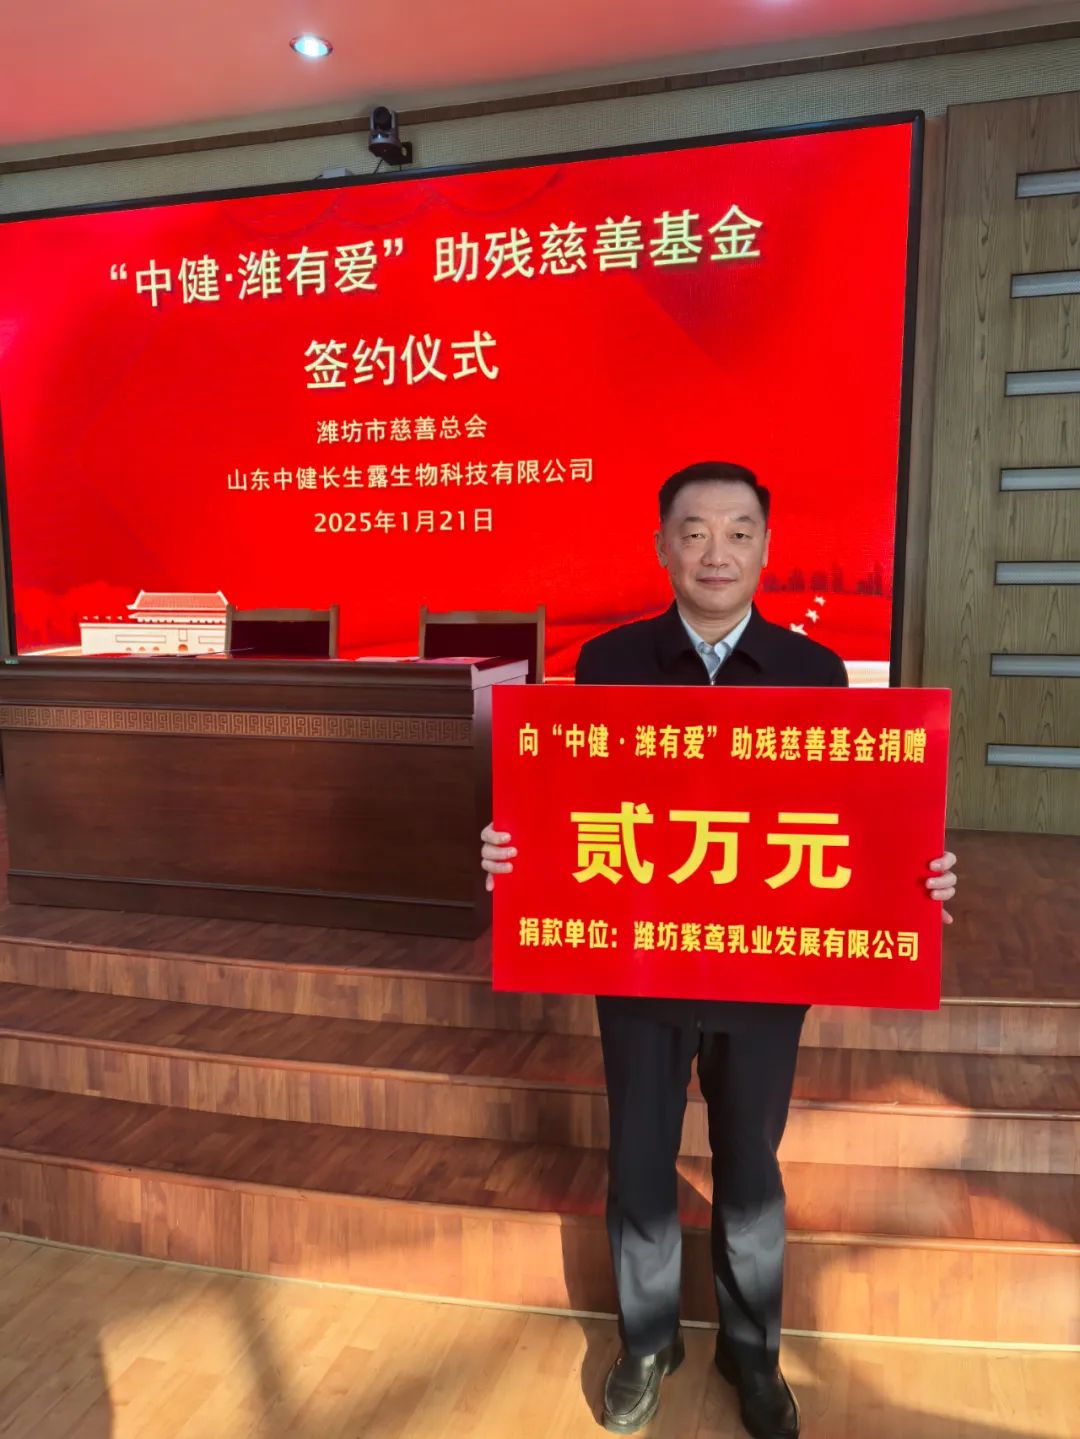 “中健·潍有爱”助残慈善基金
签约仪式
潍坊市慈善总会
山东中健长生露生物科技有限公司
2025年1月21日
向“中健·潍有爱”助残慈善基金捐赠
贰万元
捐款单位：潍坊紫鸢乳业发展有限公司